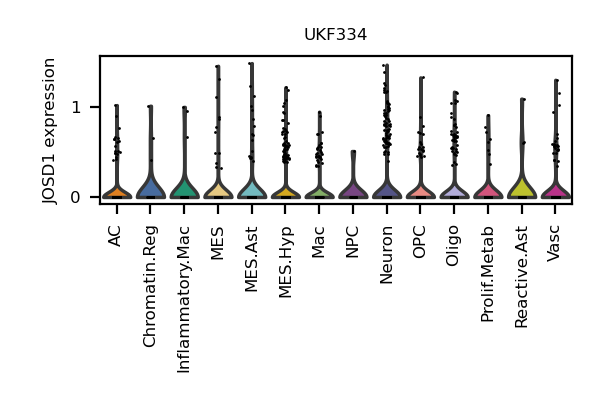 UKF334
JOSD1 expression
1
0
AC
Chromatin.Reg
Inflammatory.Mac
MES
MES.Ast
MES.Hyp
Mac
NPC
Neuron
OPC
Oligo
Prolif.Metab
Reactive.Ast
Vasc